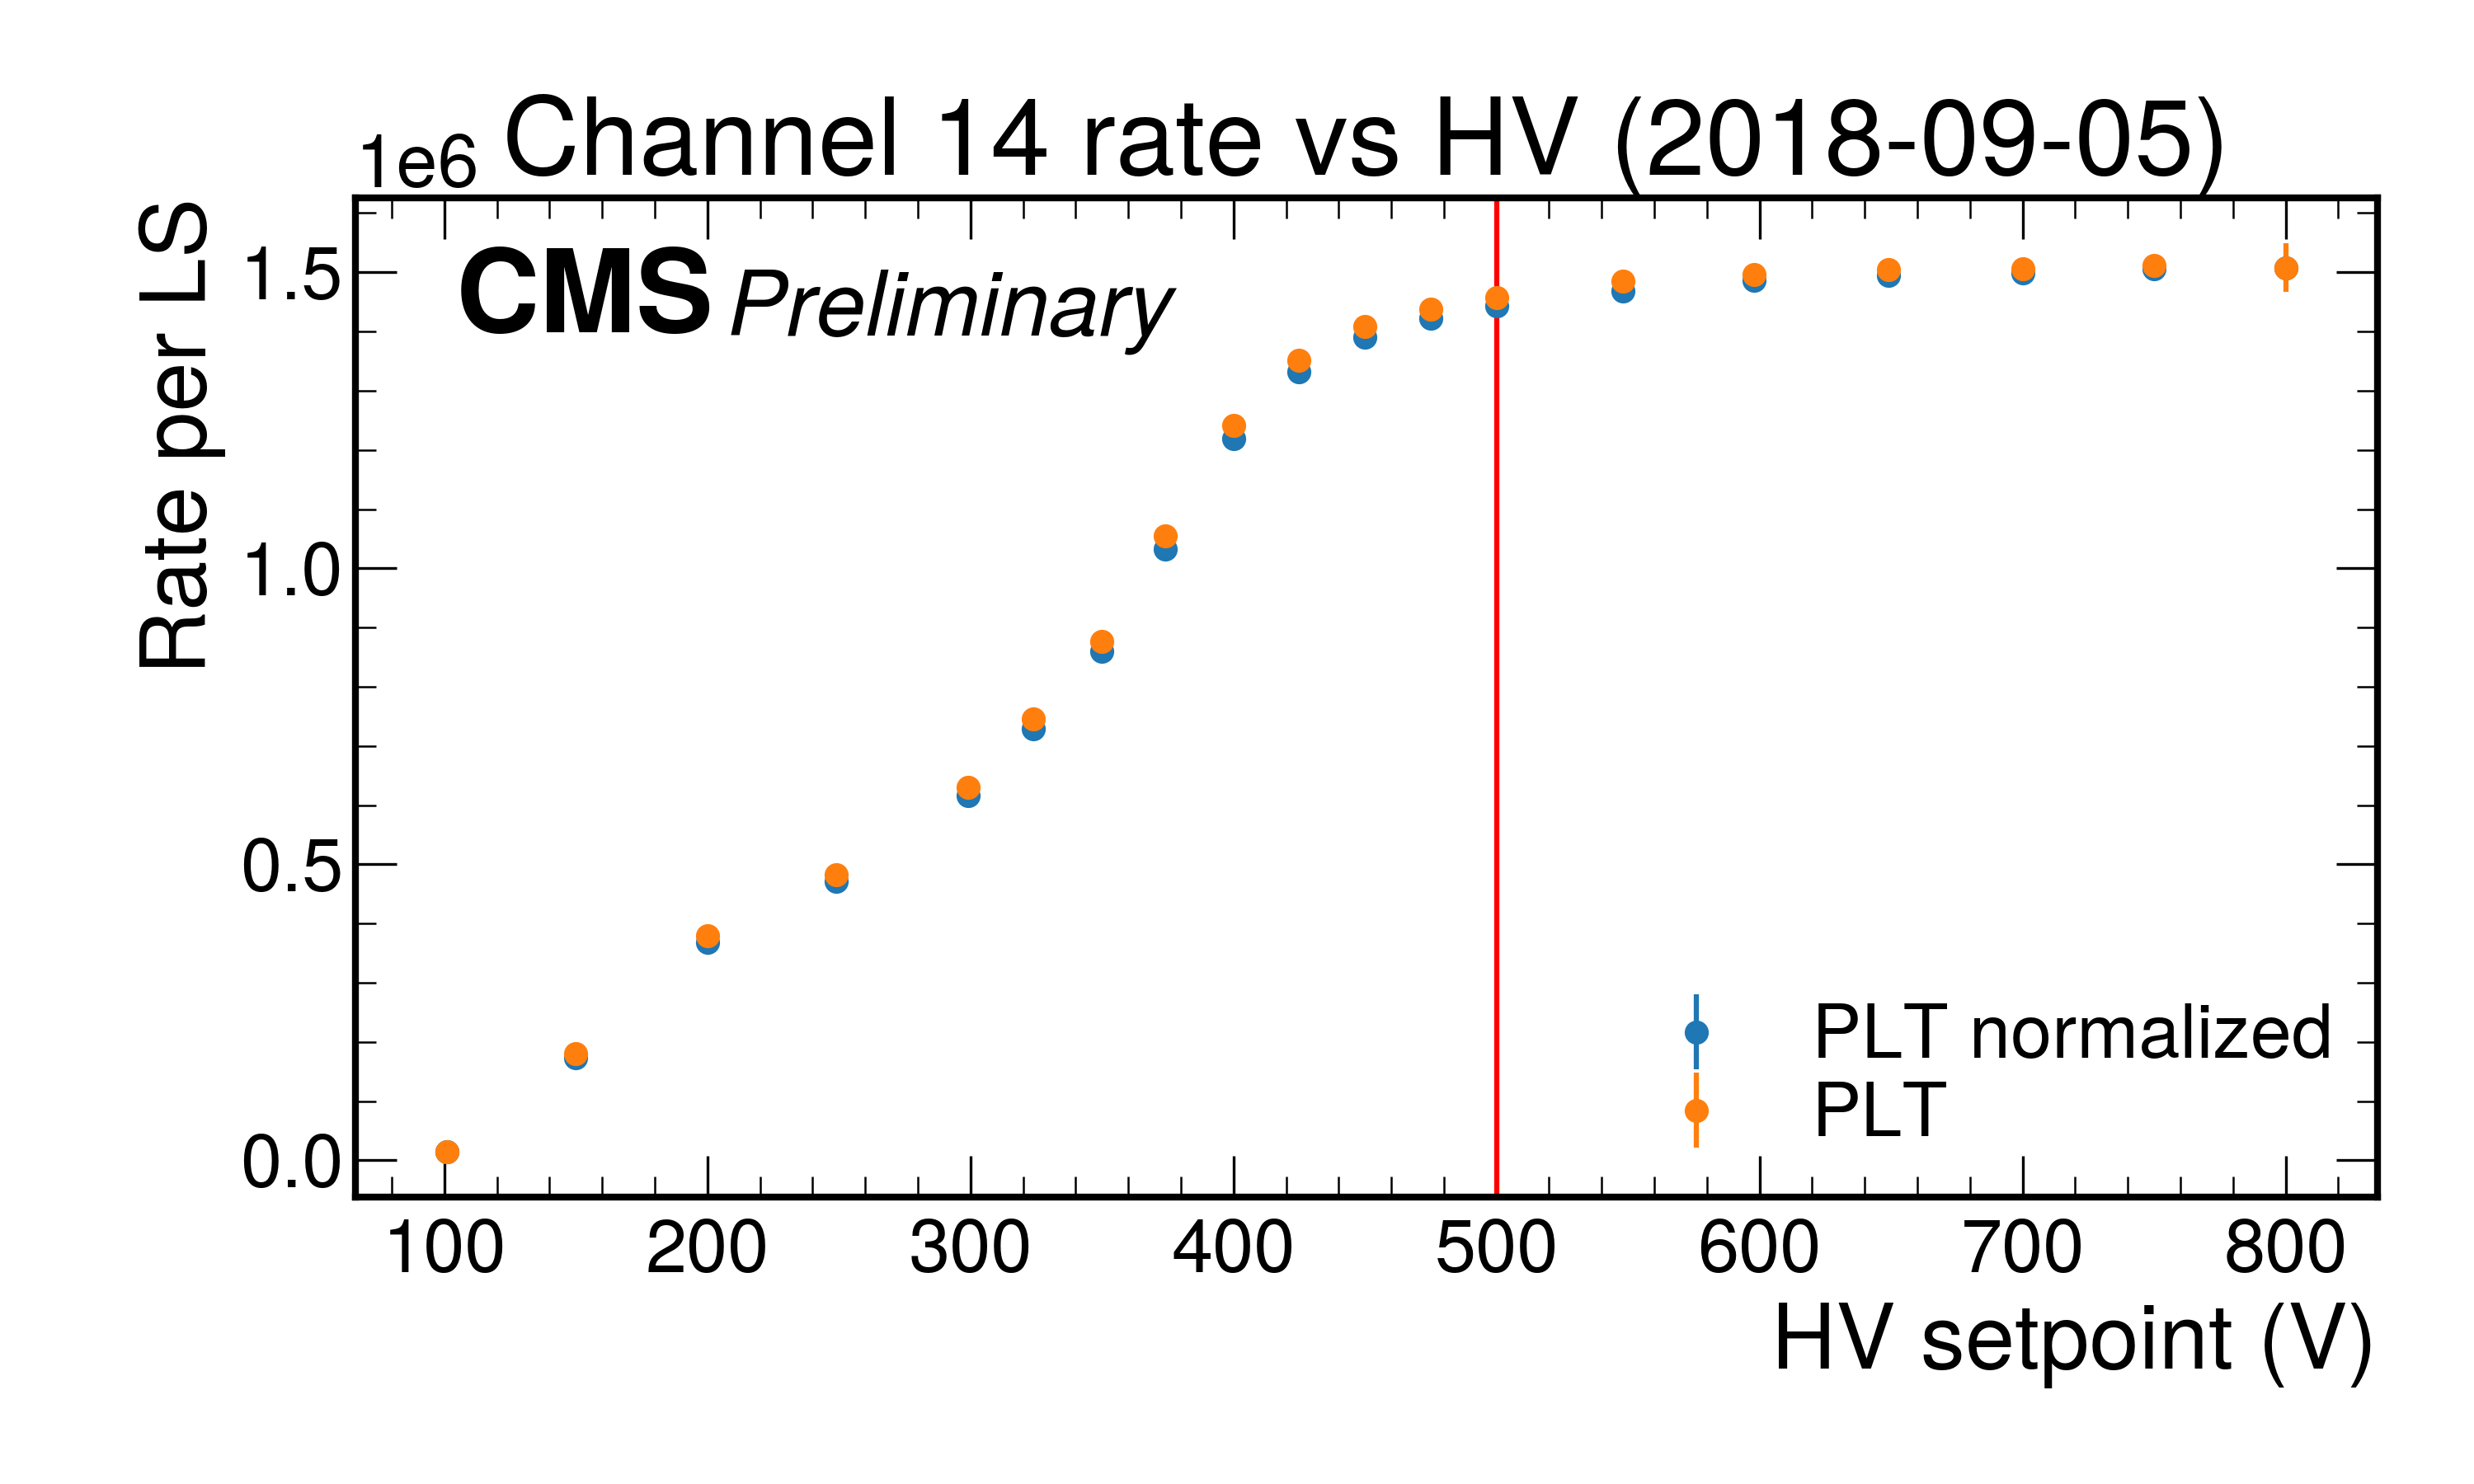 Channel 14 rate vs HV (2018-09-05)
1e6
CMS Preliminary
Rate per LS
1.5
1.0
0.5
0.0
PLT normalized
PLT
100 200 300 400 500 600 700 800
HV setpoint (V)